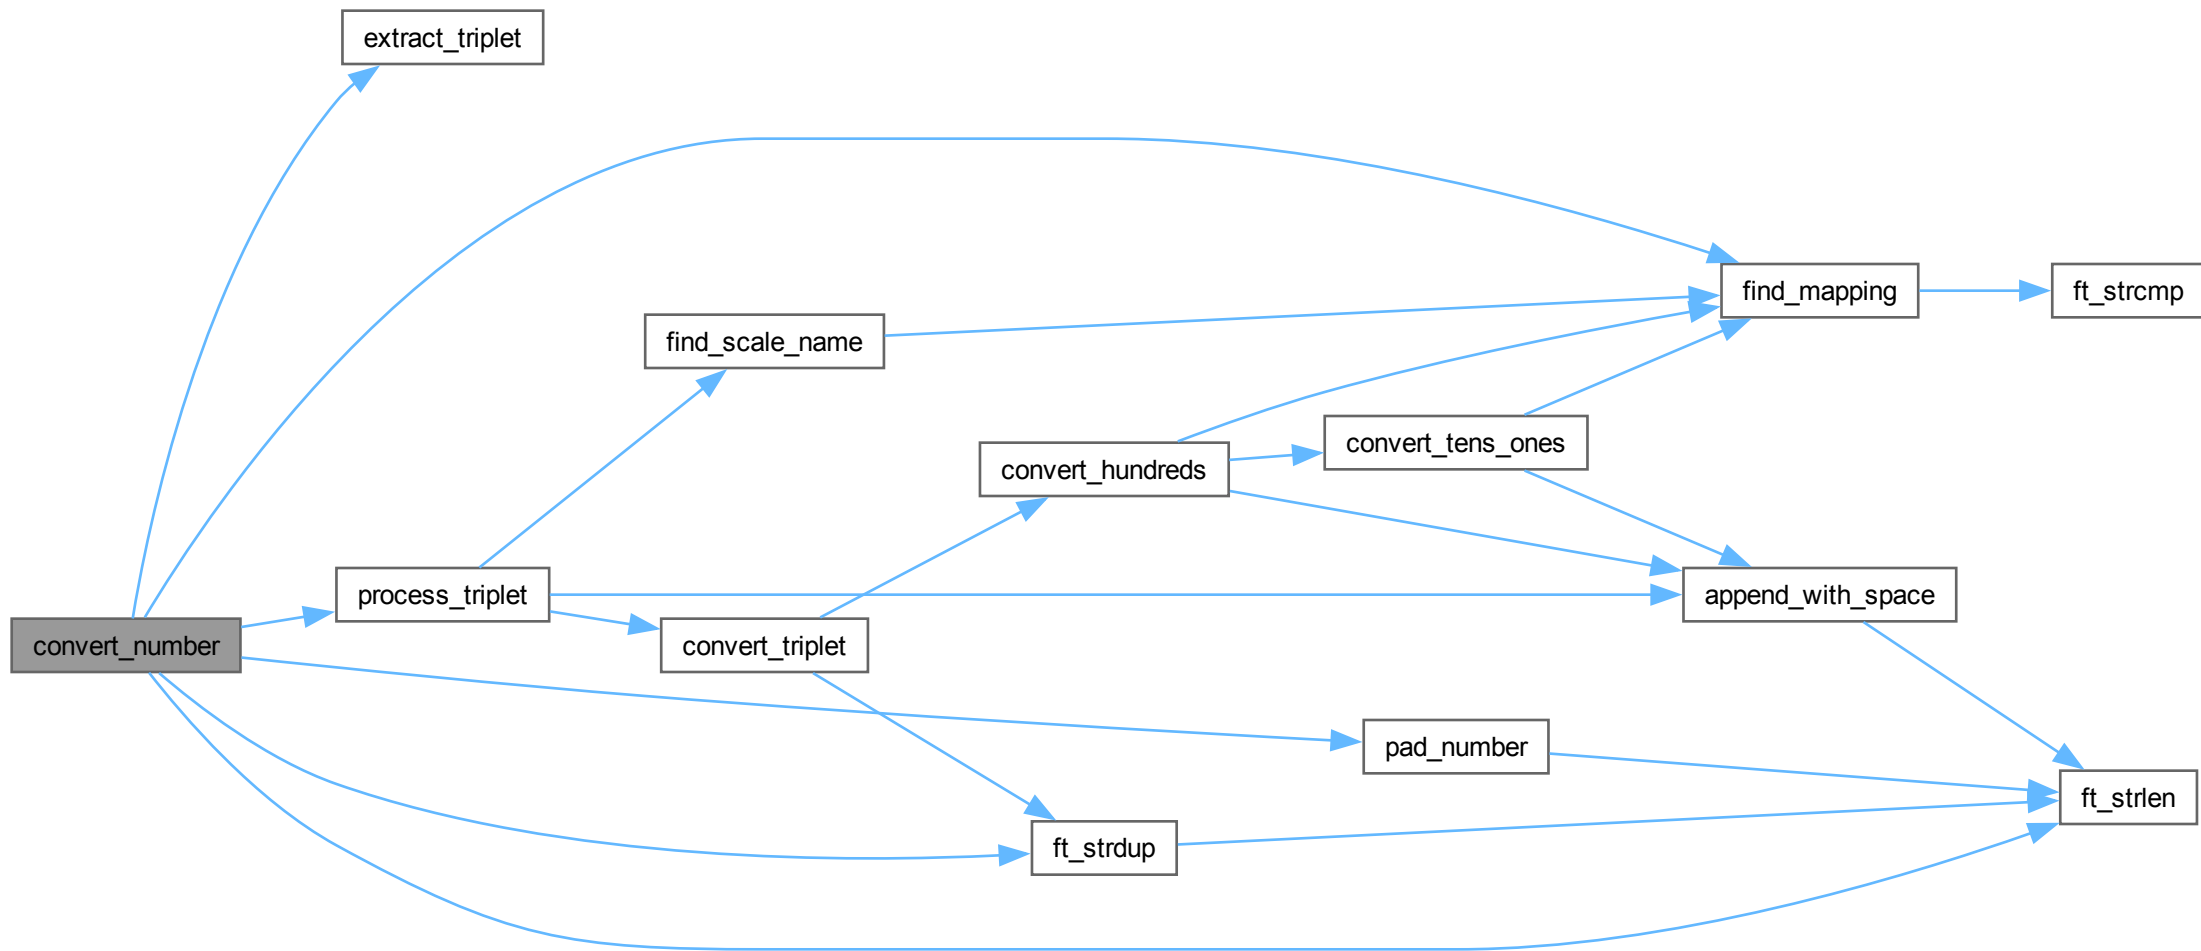 extract_triplet
find_mapping
ft_strcmp
find_scale_name
convert_tens_ones
convert_hundreds
process_triplet
append_with_space
convert_number
convert_triplet
pad_number
ft_strlen
ft_strdup